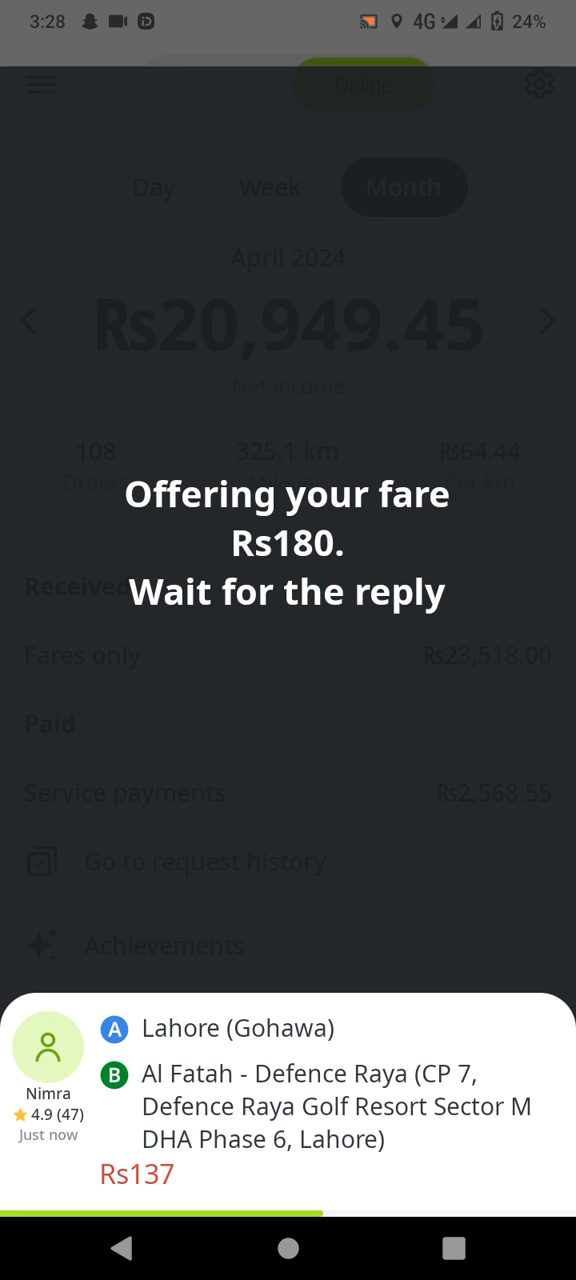 3:28
4G
24%
Online
Day Week Month
April 2024
Rs20,949.45
Net income
108 325.1 km Rs64.44
Per km
Offering your fare
Rs180.
Wait for the reply
Received
Fares only Rs23,518.00
Paid
Service payments Rs2,568.55
Go to request history
Achievements
A Lahore (Gohawa)
B Al Fatah - Defence Raya (CP 7,
Defence Raya Golf Resort Sector M
DHA Phase 6, Lahore)
Nimra
4.9 (47)
Just now
Rs137